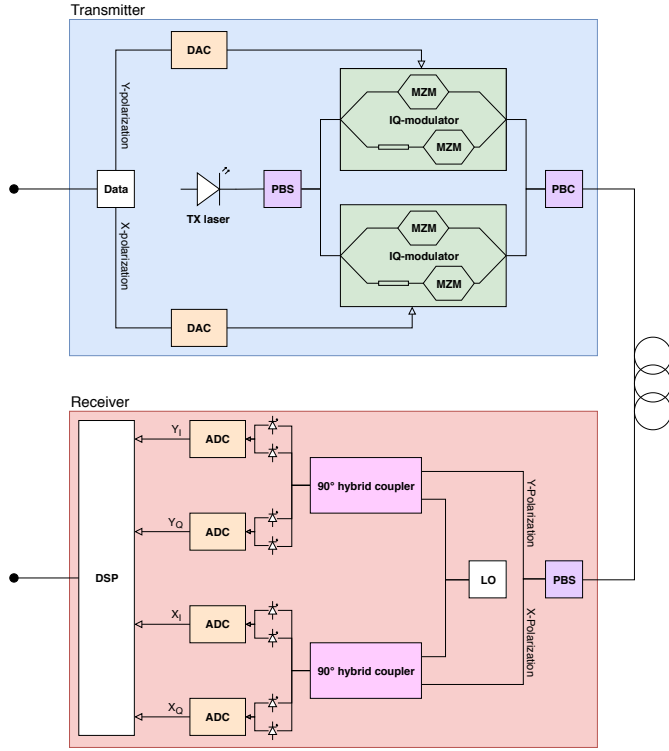 Transmitter
DAC
Y-polarization
MZM
IQ-modulator
MZM
Data
TX laser
PBS
PBC
X-polarization
MZM
IQ-modulator
MZM
DAC
Receiver
Y_I
ADC
90° hybrid coupler
Y-Polarization
Y_Q
ADC
DSP
LO
PBS
X_I
ADC
X-Polarization
90° hybrid coupler
X_Q
ADC